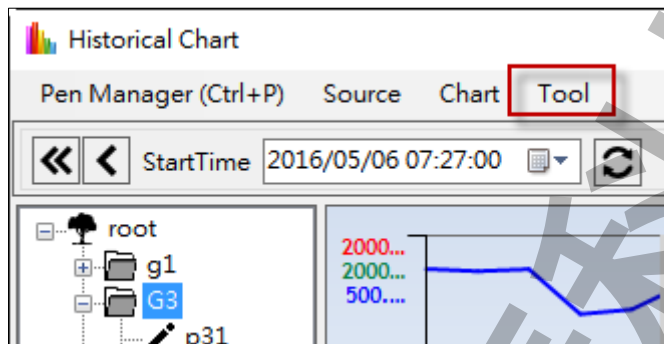 Historical Chart
Pen Manager (Ctrl+P) Source Chart Tool
StartTime 2016/05/06 07:27:00
root
g1
G3
p31
2000...
2000...
500....